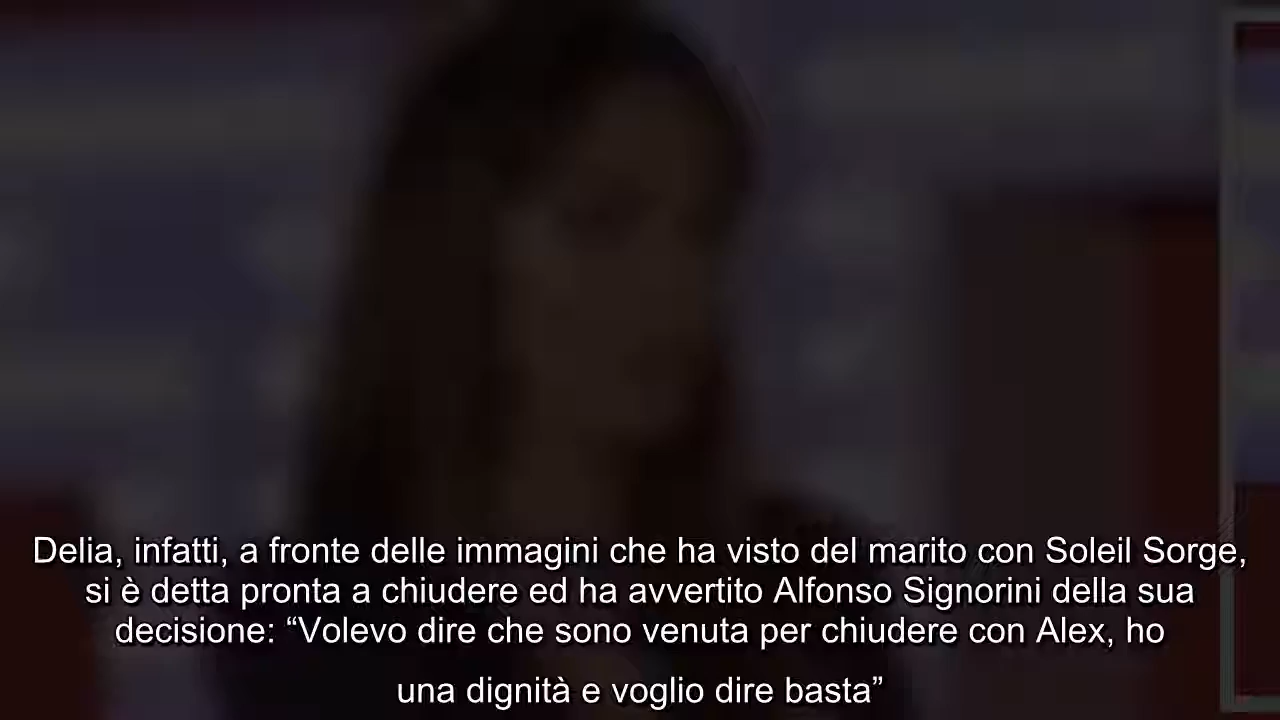 Delia, infatti, a fronte delle immagini che ha visto del marito con Soleil Sorge,
si è detta pronta a chiudere ed ha avvertito Alfonso Signorini della sua
decisione: “Volevo dire che sono venuta per chiudere con Alex, ho
una dignità e voglio dire basta”